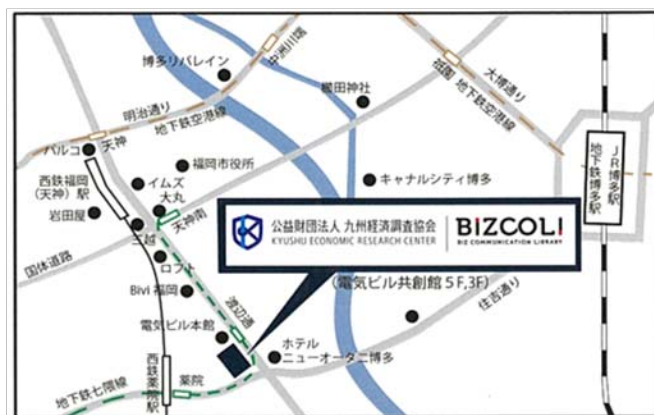 博多リバレイン
中洲川端
櫛田神社
祇園
大博通り
地下鉄空港線
明治通り
地下鉄空港線
パルコ
天神
福岡市役所
西鉄福岡
(天神)駅
イムズ
大丸
天神南
キャナルシティ博多
JR博多駅
地下鉄博多駅
岩田屋
三越
国体道路
ロフト
公益財団法人 九州経済調査協会
KYUSHU ECONOMIC RESEARCH CENTER
BIZCOLI
BIZ COMMUNICATION LIBRARY
(電気ビル共創館5F,3F)
Bivi福岡
渡辺通
住吉通り
電気ビル本館
ホテル
ニューオータニ博多
西鉄薬院駅
薬院
地下鉄七隈線